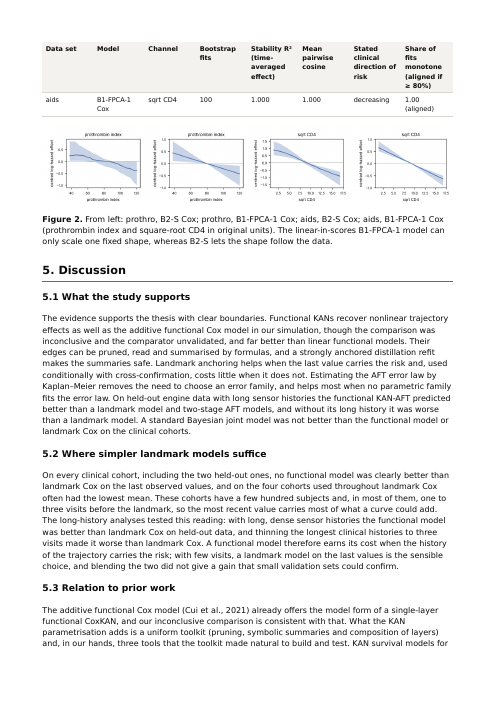 Data set Model Channel Bootstrap fits Stability R² (time-averaged effect) Mean pairwise cosine Stated clinical direction of risk Share of fits monotone (aligned if ≥ 80%)
aids B1-FPCA-1 Cox sqrt CD4 100 1.000 1.000 decreasing 1.00 (aligned)
prothrombin index prothrombin index sqrt CD4 sqrt CD4
prothrombin index prothrombin index sqrt CD4 sqrt CD4
Figure 2. From left: prothro, B2-S Cox; prothro, B1-FPCA-1 Cox; aids, B2-S Cox; aids, B1-FPCA-1 Cox
(prothrombin index and square-root CD4 in original units). The linear-in-scores B1-FPCA-1 model can
only scale one fixed shape, whereas B2-S lets the shape follow the data.
5. Discussion
5.1 What the study supports
The evidence supports the thesis with clear boundaries. Functional KANs recover nonlinear trajectory
effects as well as the additive functional Cox model in our simulation, though the comparison was
inconclusive and the comparator unvalidated, and far better than linear functional models. Their
edges can be pruned, read and summarised by formulas, and a strongly anchored distillation refit
makes the summaries safe. Landmark anchoring helps when the last value carries the risk and, used
conditionally with cross-confirmation, costs little when it does not. Estimating the AFT error law by
Kaplan–Meier removes the need to choose an error family, and helps most when no parametric family
fits the error law. On held-out engine data with long sensor histories the functional KAN-AFT predicted
better than a landmark model and two-stage AFT models, and without its long history it was worse
than a landmark model. A standard Bayesian joint model was not better than the functional model or
landmark Cox on the clinical cohorts.
5.2 Where simpler landmark models suffice
On every clinical cohort, including the two held-out ones, no functional model was clearly better than
landmark Cox on the last observed values, and on the four cohorts used throughout landmark Cox
often had the lowest mean. These cohorts have a few hundred subjects and, in most of them, one to
three visits before the landmark, so the most recent value carries most of what a curve could add.
The long-history analyses tested this reading: with long, dense sensor histories the functional model
was better than landmark Cox on held-out data, and thinning the longest clinical histories to three
visits made it worse than landmark Cox. A functional model therefore earns its cost when the history
of the trajectory carries the risk; with few visits, a landmark model on the last values is the sensible
choice, and blending the two did not give a gain that small validation sets could confirm.
5.3 Relation to prior work
The additive functional Cox model (Cui et al., 2021) already offers the model form of a single-layer
functional CoxKAN, and our inconclusive comparison is consistent with that. What the KAN
parametrisation adds is a uniform toolkit (pruning, symbolic summaries and composition of layers)
and, in our hands, three tools that the toolkit made natural to build and test. KAN survival models for